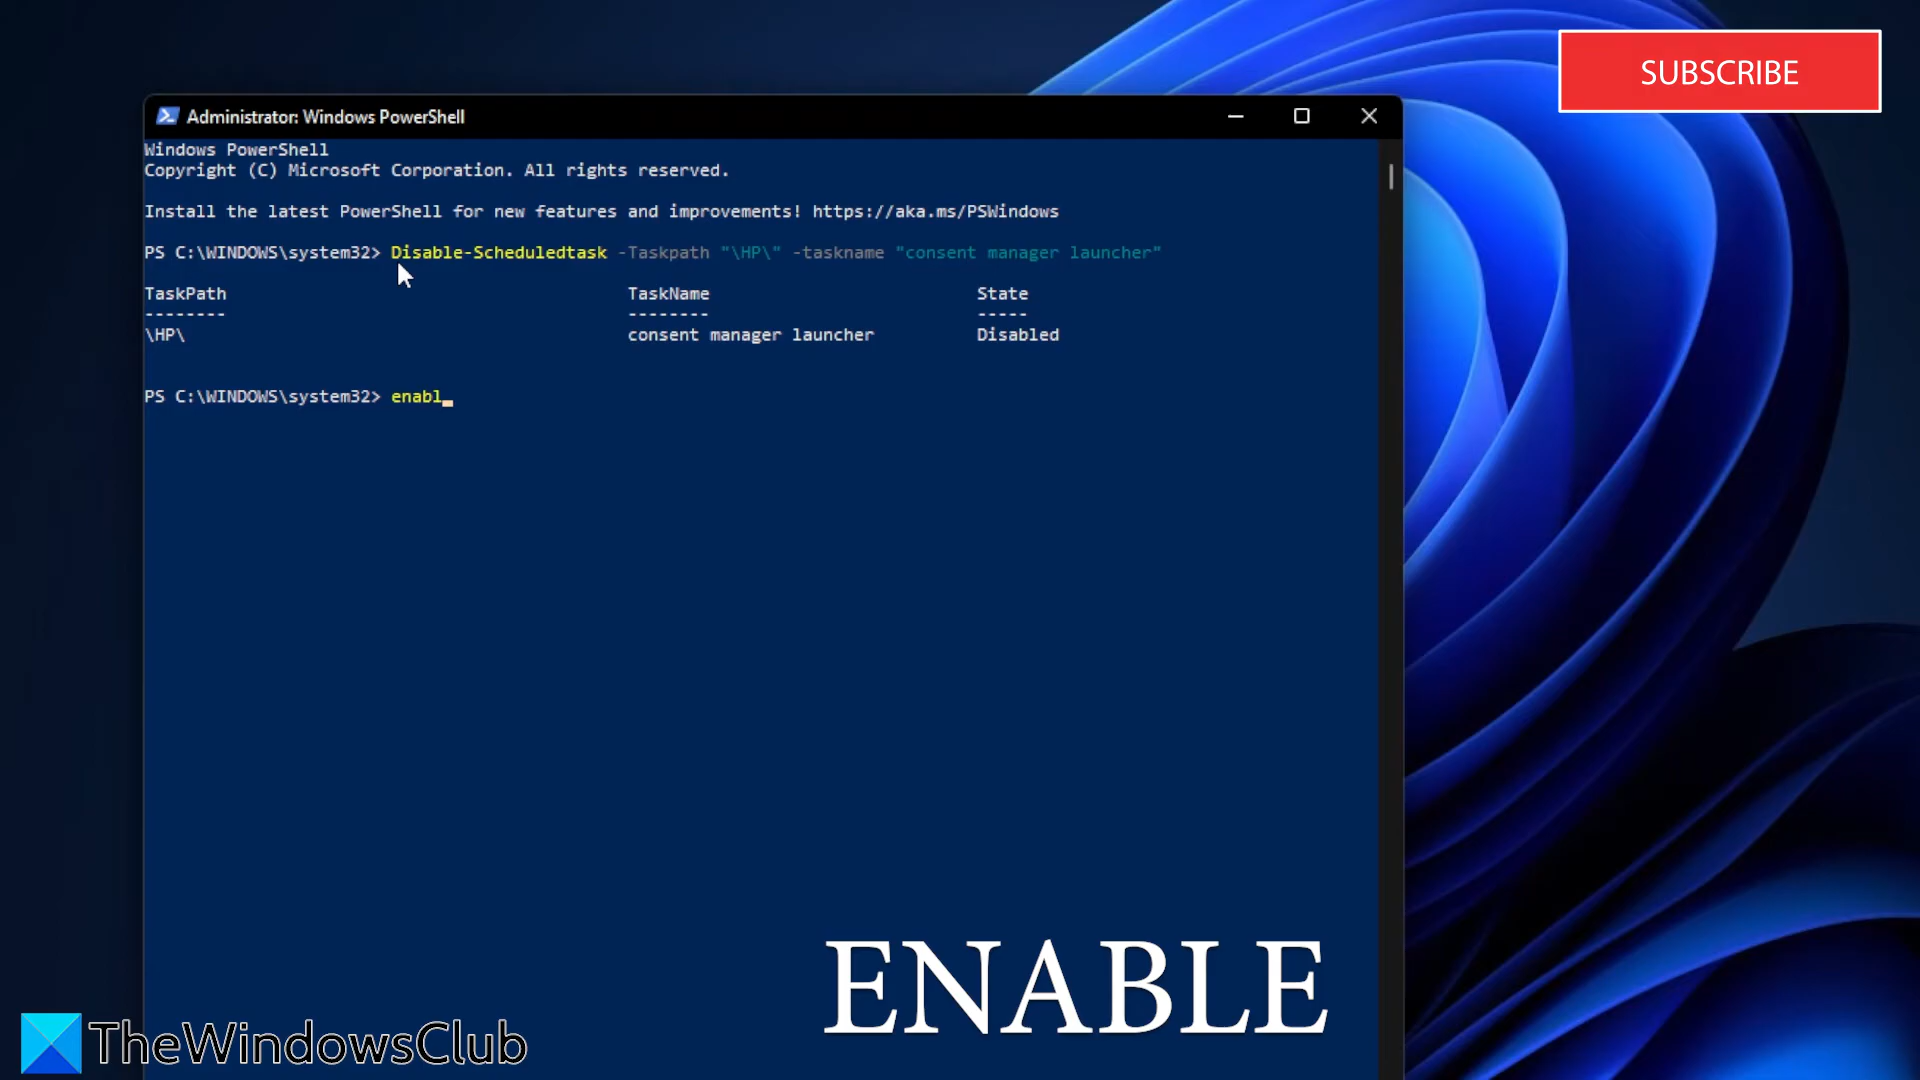 SUBSCRIBE
Administrator: Windows PowerShell
Windows PowerShell
Copyright (C) Microsoft Corporation. All rights reserved.
Install the latest PowerShell for new features and improvements! https://aka.ms/PSWindows
PS C:\WINDOWS\system32> Disable-Scheduledtask -Taskpath "\HP\" -taskname "consent manager launcher"
TaskPath TaskName State
-------- -------- -----
\HP\ consent manager launcher Disabled
PS C:\WINDOWS\system32> enabl_
ENABLE
TheWindowsClub